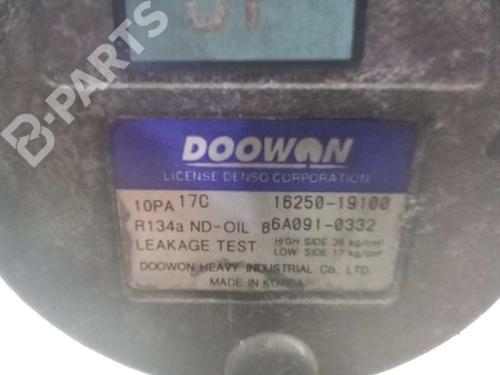 B-PARTS
DOOWON
LICENSE DENSO CORPORATION
10PA 17C 16250-19100
R134a ND-OIL 8 6A091-0332
LEAKAGE TEST HIGH SIDE 36 kg/cm²
LOW SIDE 17 kg/cm²
DOOWON HEAVY INDUSTRIAL Co., LTD.
MADE IN KOREA